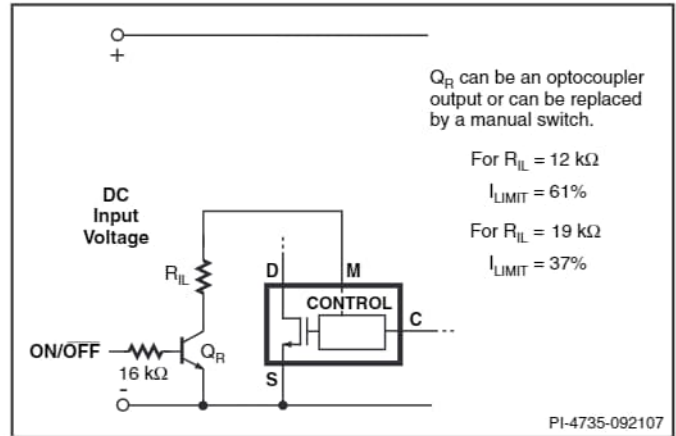 +
Q_R can be an optocoupler
output or can be replaced
by a manual switch.
For R_IL = 12 kΩ
I_LIMIT = 61%
For R_IL = 19 kΩ
I_LIMIT = 37%
DC
Input
Voltage
R_IL
D
M
CONTROL
C
ON/O̅F̅F̅
Q_R
16 kΩ
S
-
PI-4735-092107